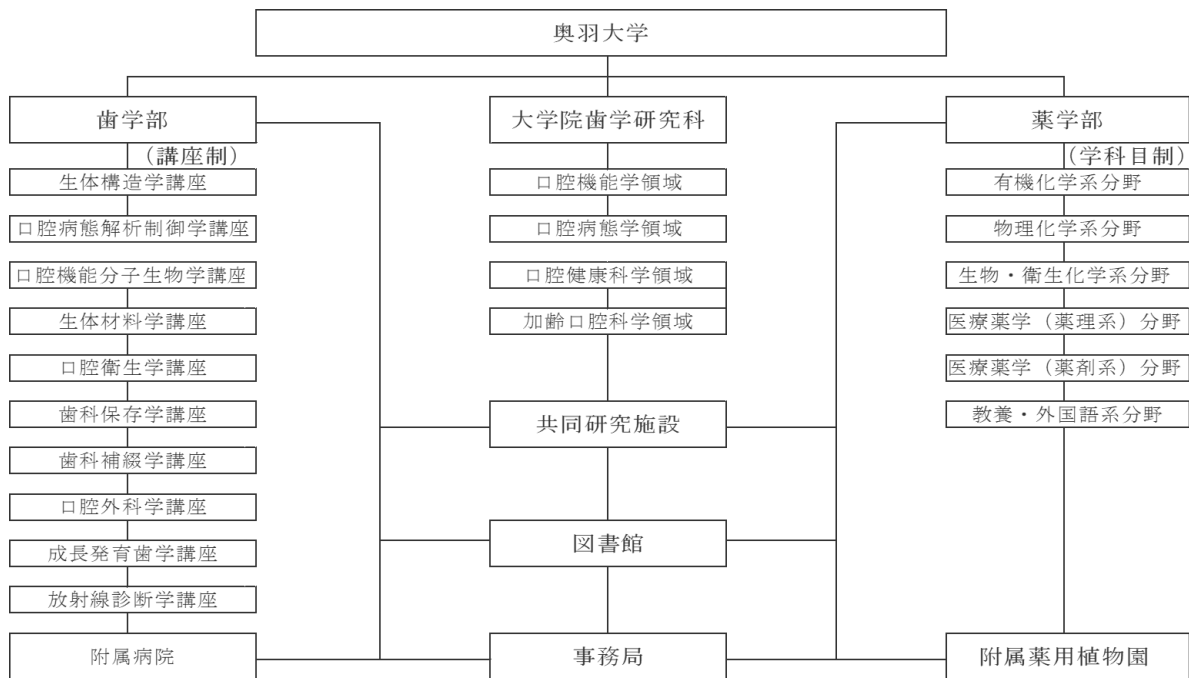 奥羽大学
歯学部
(講座制)
生体構造学講座
口腔病態解析制御学講座
口腔機能分子生物学講座
生体材料学講座
口腔衛生学講座
歯科保存学講座
歯科補綴学講座
口腔外科学講座
成長発育歯学講座
放射線診断学講座
附属病院
大学院歯学研究科
口腔機能学領域
口腔病態学領域
口腔健康科学領域
加齢口腔科学領域
共同研究施設
図書館
事務局
薬学部
(学科目制)
有機化学系分野
物理化学系分野
生物・衛生化学系分野
医療薬学（薬理系）分野
医療薬学（薬剤系）分野
教養・外国語系分野
附属薬用植物園